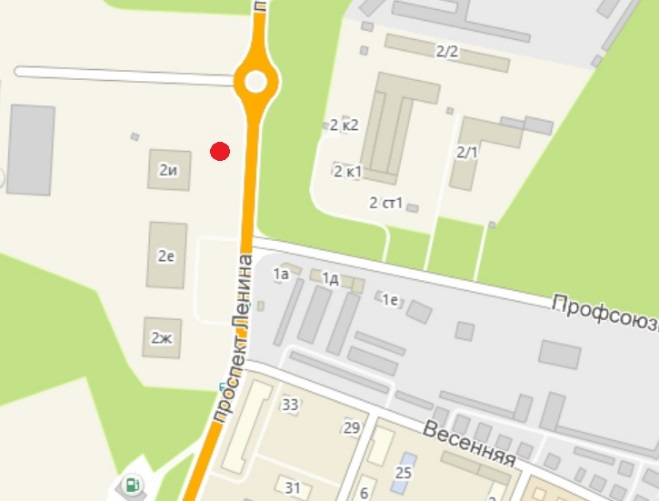 п
2/2
2 к2
2/1
2и
2 к1
2 ст1
2е
1а
1д
1е
Профсоюз
проспект Ленина
2ж
33
29
Весенняя
25
31
6